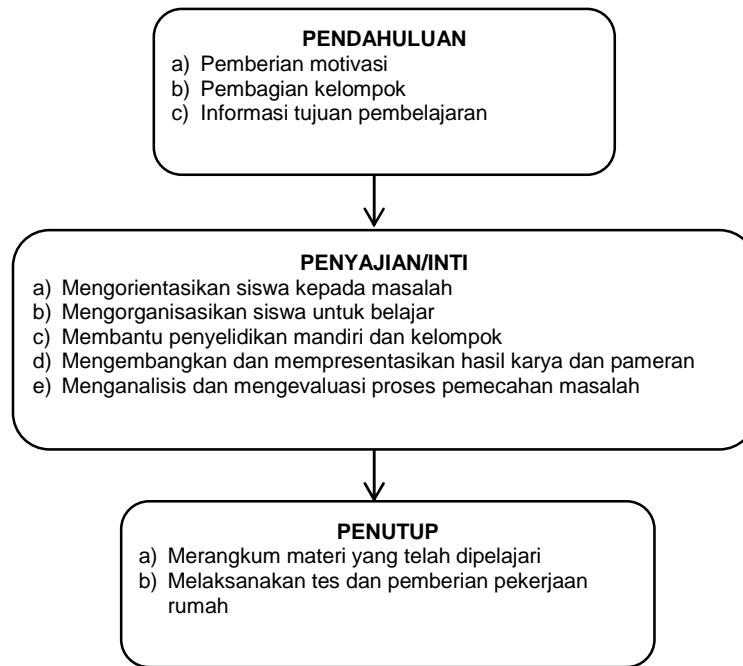 PENDAHULUAN
a) Pemberian motivasi
b) Pembagian kelompok
c) Informasi tujuan pembelajaran
PENYAJIAN/INTI
a) Mengorientasikan siswa kepada masalah
b) Mengorganisasikan siswa untuk belajar
c) Membantu penyelidikan mandiri dan kelompok
d) Mengembangkan dan mempresentasikan hasil karya dan pameran
e) Menganalisis dan mengevaluasi proses pemecahan masalah
PENUTUP
a) Merangkum materi yang telah dipelajari
b) Melaksanakan tes dan pemberian pekerjaan
rumah